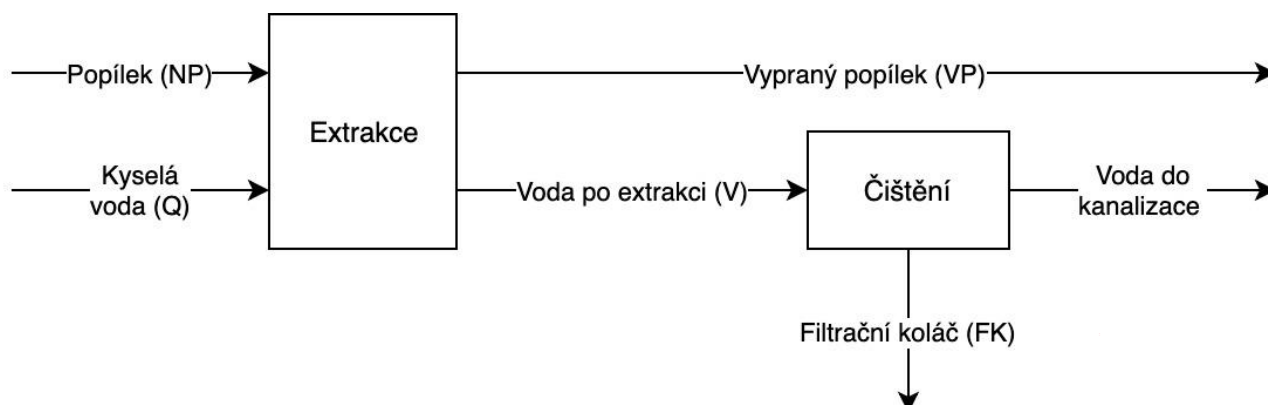 Popílek (NP)
Vypraný popílek (VP)
Extrakce
Kyselá
voda (Q)
Voda po extrakci (V)
Čištění
Voda do
kanalizace
Filtrační koláč (FK)